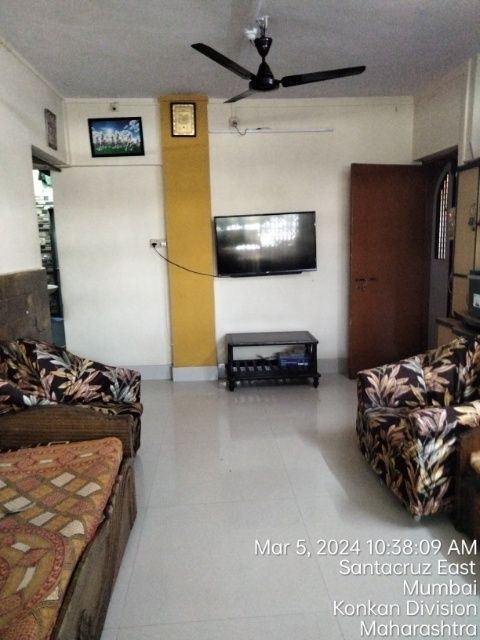 Mar 5, 2024 10:38:09 AM
Santacruz East
Mumbai
Konkan Division
Maharashtra